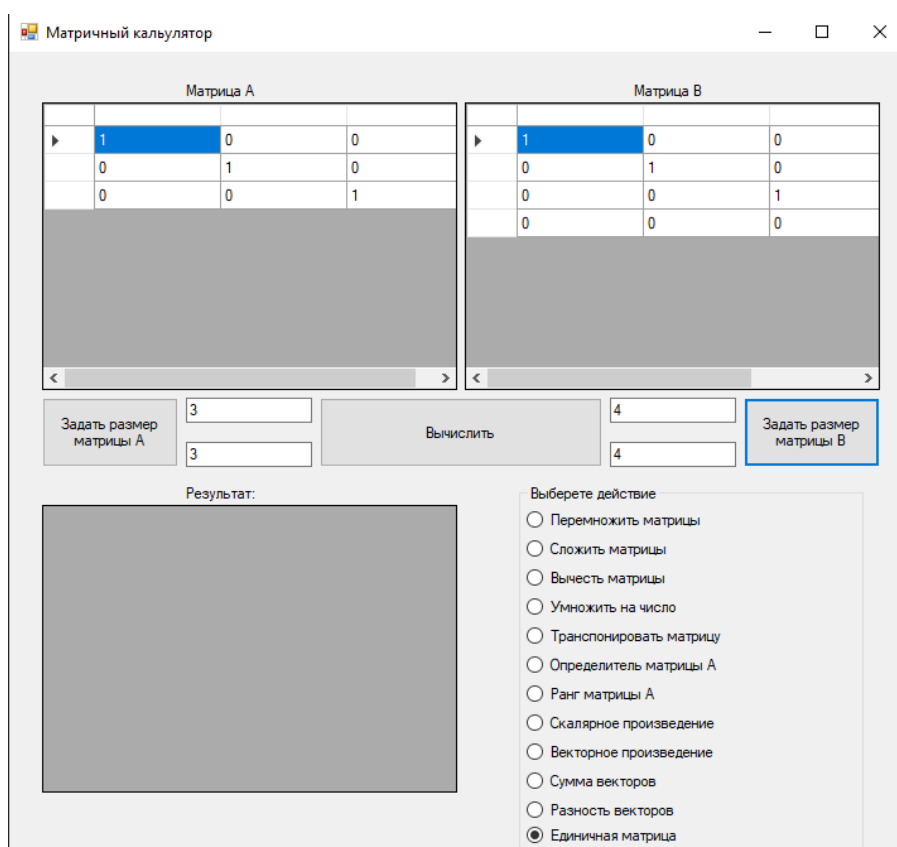 Матричный кальулятор
Матрица A
Матрица B
1 0 0
0 1 0
0 0 1
1 0 0
0 1 0
0 0 1
0 0 0
Задать размер
матрицы A
3
3
Вычислить
4
4
Задать размер
матрицы B
Результат:
Выберете действие
Перемножить матрицы
Сложить матрицы
Вычесть матрицы
Умножить на число
Транспонировать матрицу
Определитель матрицы A
Ранг матрицы A
Скалярное произведение
Векторное произведение
Сумма векторов
Разность векторов
Единичная матрица